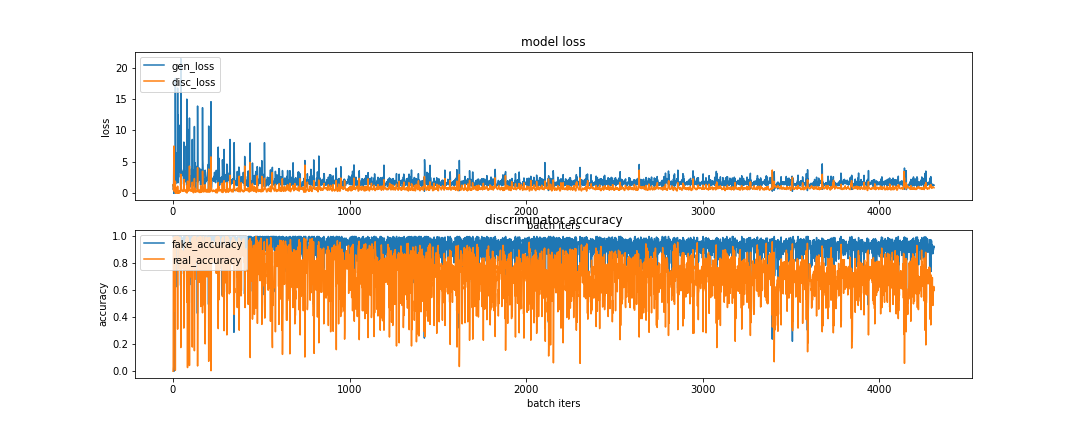 model loss
gen_loss
disc_loss
loss
20
15
10
5
0
0 1000 2000 3000 4000
batch iters
discriminator accuracy
fake_accuracy
real_accuracy
accuracy
1.0
0.8
0.6
0.4
0.2
0.0
0 1000 2000 3000 4000
batch iters